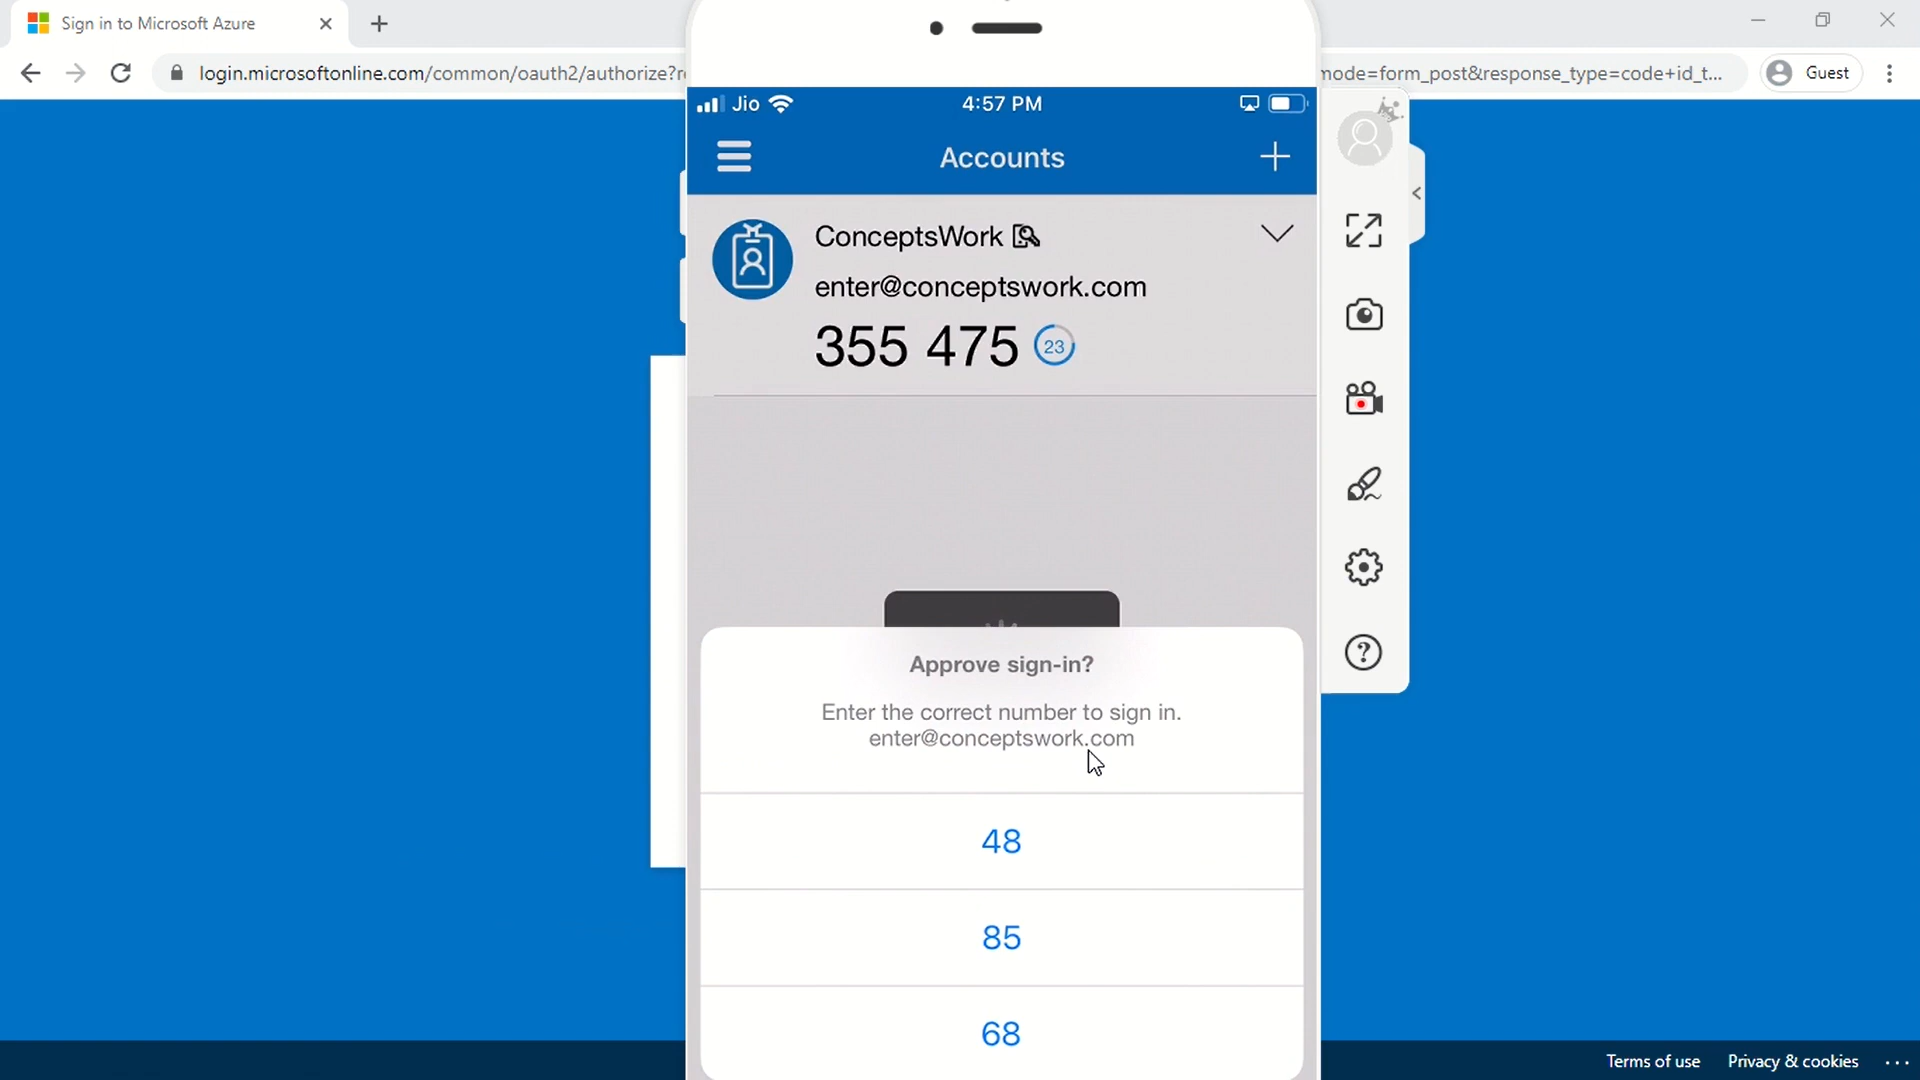 Sign in to Microsoft Azure
login.microsoftonline.com/common/oauth2/authorize?r
mode=form_post&response_type=code+id_t...
Guest
Jio
4:57 PM
Accounts
ConceptsWork
enter@conceptswork.com
355 475
23
Approve sign-in?
Enter the correct number to sign in.
enter@conceptswork.com
48
85
68
Terms of use
Privacy & cookies